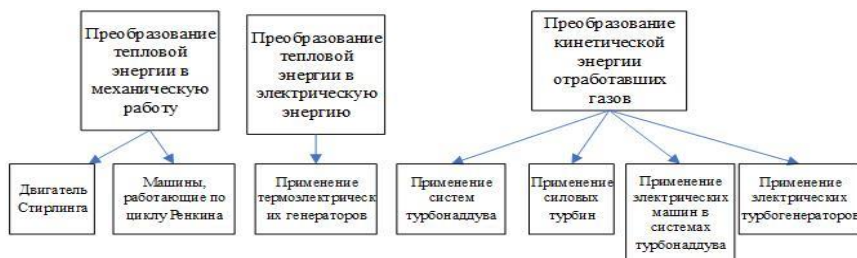 Преобразование
тепловой
энергии в
механическую
работу
Преобразование
тепловой
энергии в
электрическую
энергию
Преобразование
кинетической
энергии
отработавших
газов
Двигатель
Стирлинга
Машины,
работающие по
циклу Ренкина
Применение
термоэлектрическ
их генераторов
Применение
систем
турбонаддува
Применение
силовых
турбин
Применение
электрических
машин в
системах
турбонаддува
Применение
электрических
турбогенераторов